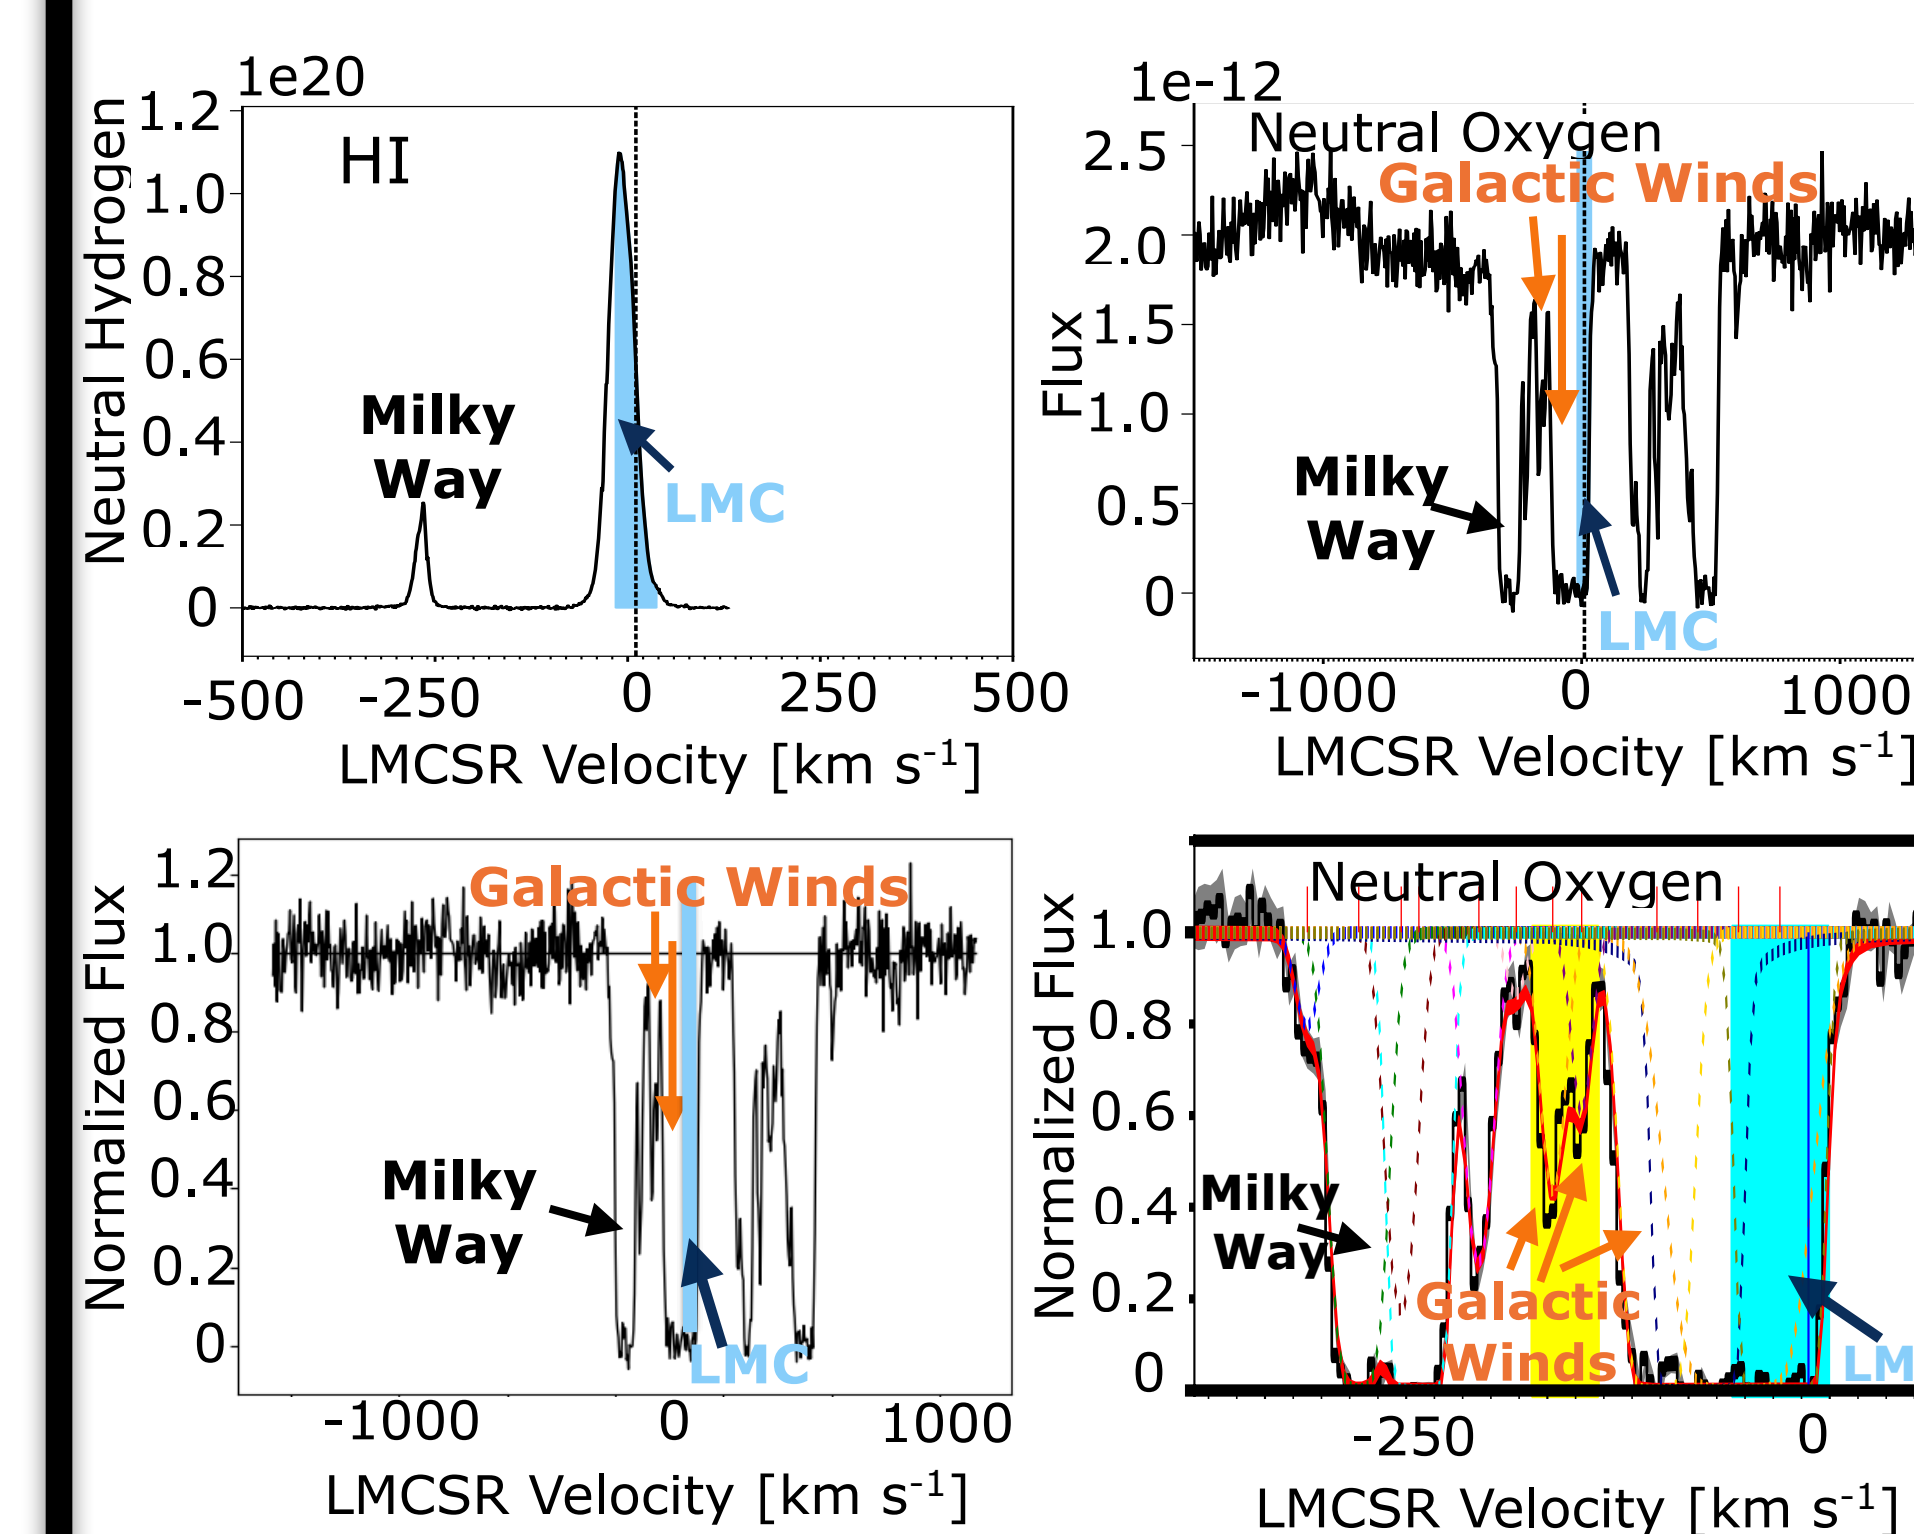 1e20
Neutral Hydrogen
1.2
1.0
0.8
0.6
0.4
0.2
0
HI
Milky
Way
LMC
-500
-250
0
250
500
LMCSR Velocity [km s-1]
1e-12
Flux
2.5
2.0
1.5
1.0
0.5
0
Neutral Oxygen
Galactic Winds
Milky
Way
LMC
-1000
0
1000
LMCSR Velocity [km s-1]
Normalized Flux
1.2
1.0
0.8
0.6
0.4
0.2
0
Galactic Winds
Milky
Way
LMC
-1000
0
1000
LMCSR Velocity [km s-1]
Normalized Flux
1.0
0.8
0.6
0.4
0.2
0
Neutral Oxygen
Milky
Way
Galactic
Winds
LM
-250
0
LMCSR Velocity [km s-1]